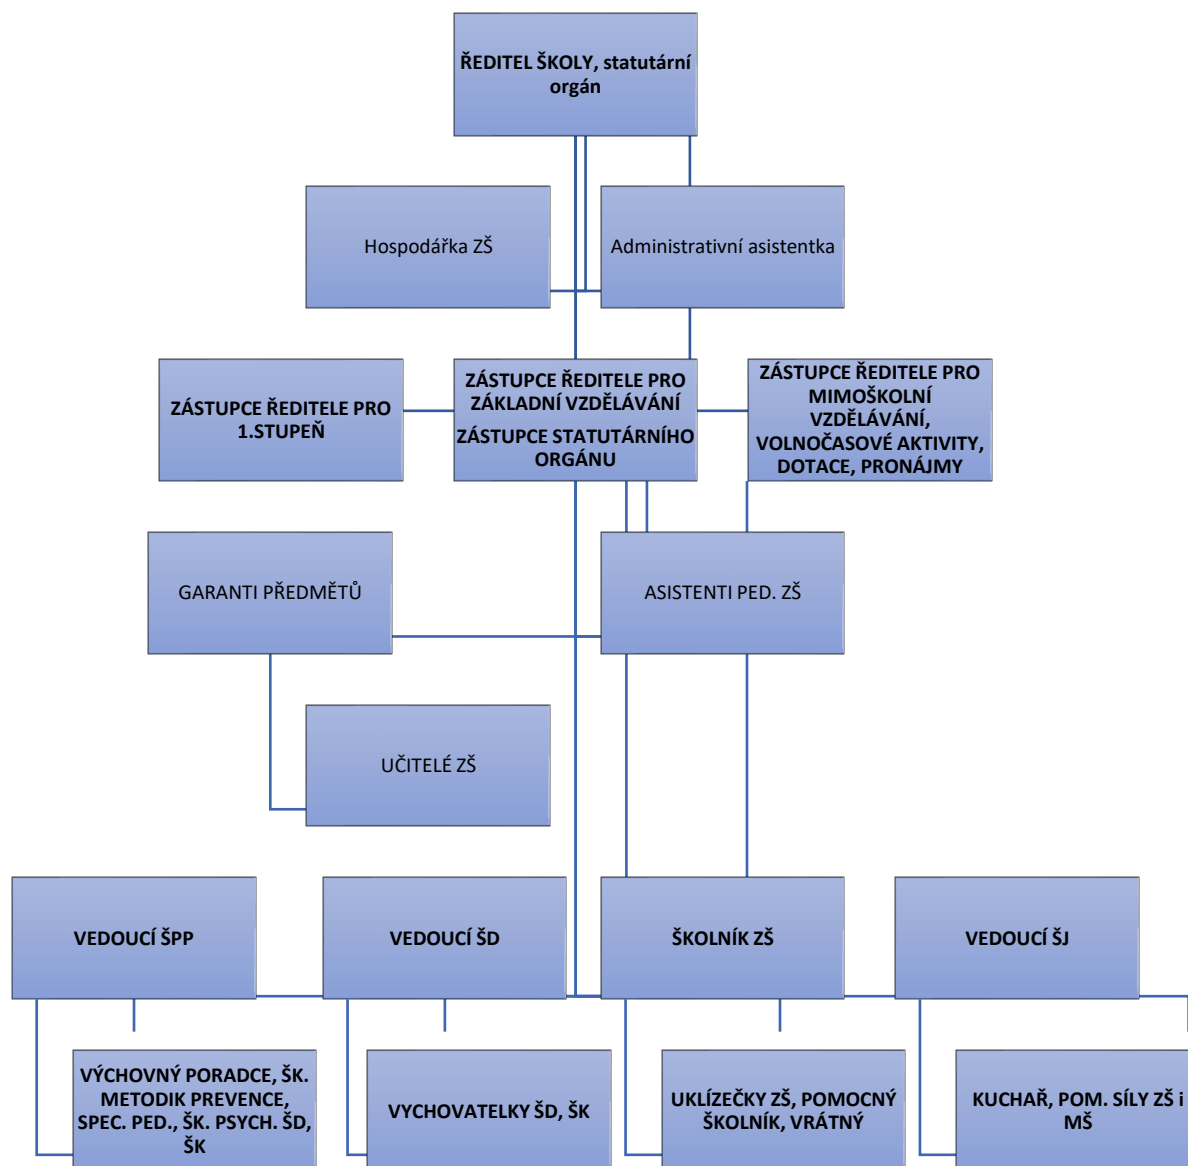 ŘEDITEL ŠKOLY, statutární
orgán
Hospodářka ZŠ
Administrativní asistentka
ZÁSTUPCE ŘEDITELE PRO
1.STUPEŇ
ZÁSTUPCE ŘEDITELE PRO
ZÁKLADNÍ VZDĚLÁVÁNÍ
ZÁSTUPCE STATUTÁRNÍHO
ORGÁNU
ZÁSTUPCE ŘEDITELE PRO
MIMOŠKOLNÍ
VZDĚLÁVÁNÍ,
VOLNOČASOVÉ AKTIVITY,
DOTACE, PRONÁJMY
GARANTI PŘEDMĚTŮ
ASISTENTI PED. ZŠ
UČITELÉ ZŠ
VEDOUCÍ ŠPP
VEDOUCÍ ŠD
ŠKOLNÍK ZŠ
VEDOUCÍ ŠJ
VÝCHOVNÝ PORADCE, ŠK.
METODIK PREVENCE,
SPEC. PED., ŠK. PSYCH. ŠD,
ŠK
VYCHOVATELKY ŠD, ŠK
UKLÍZEČKY ZŠ, POMOCNÝ
ŠKOLNÍK, VRÁTNÝ
KUCHAŘ, POM. SÍLY ZŠ i
MŠ